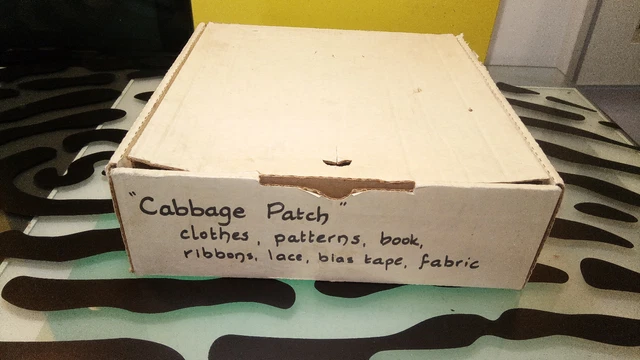 "Cabbage Patch"
clothes, patterns, book,
ribbons, lace, bias tape, fabric